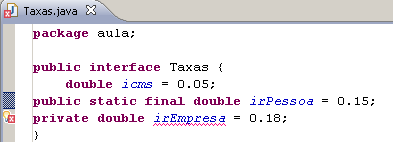 Taxas.java
package aula;
public interface Taxas {
double icms = 0.05;
public static final double irPessoa = 0.15;
private double irEmpresa = 0.18;
}